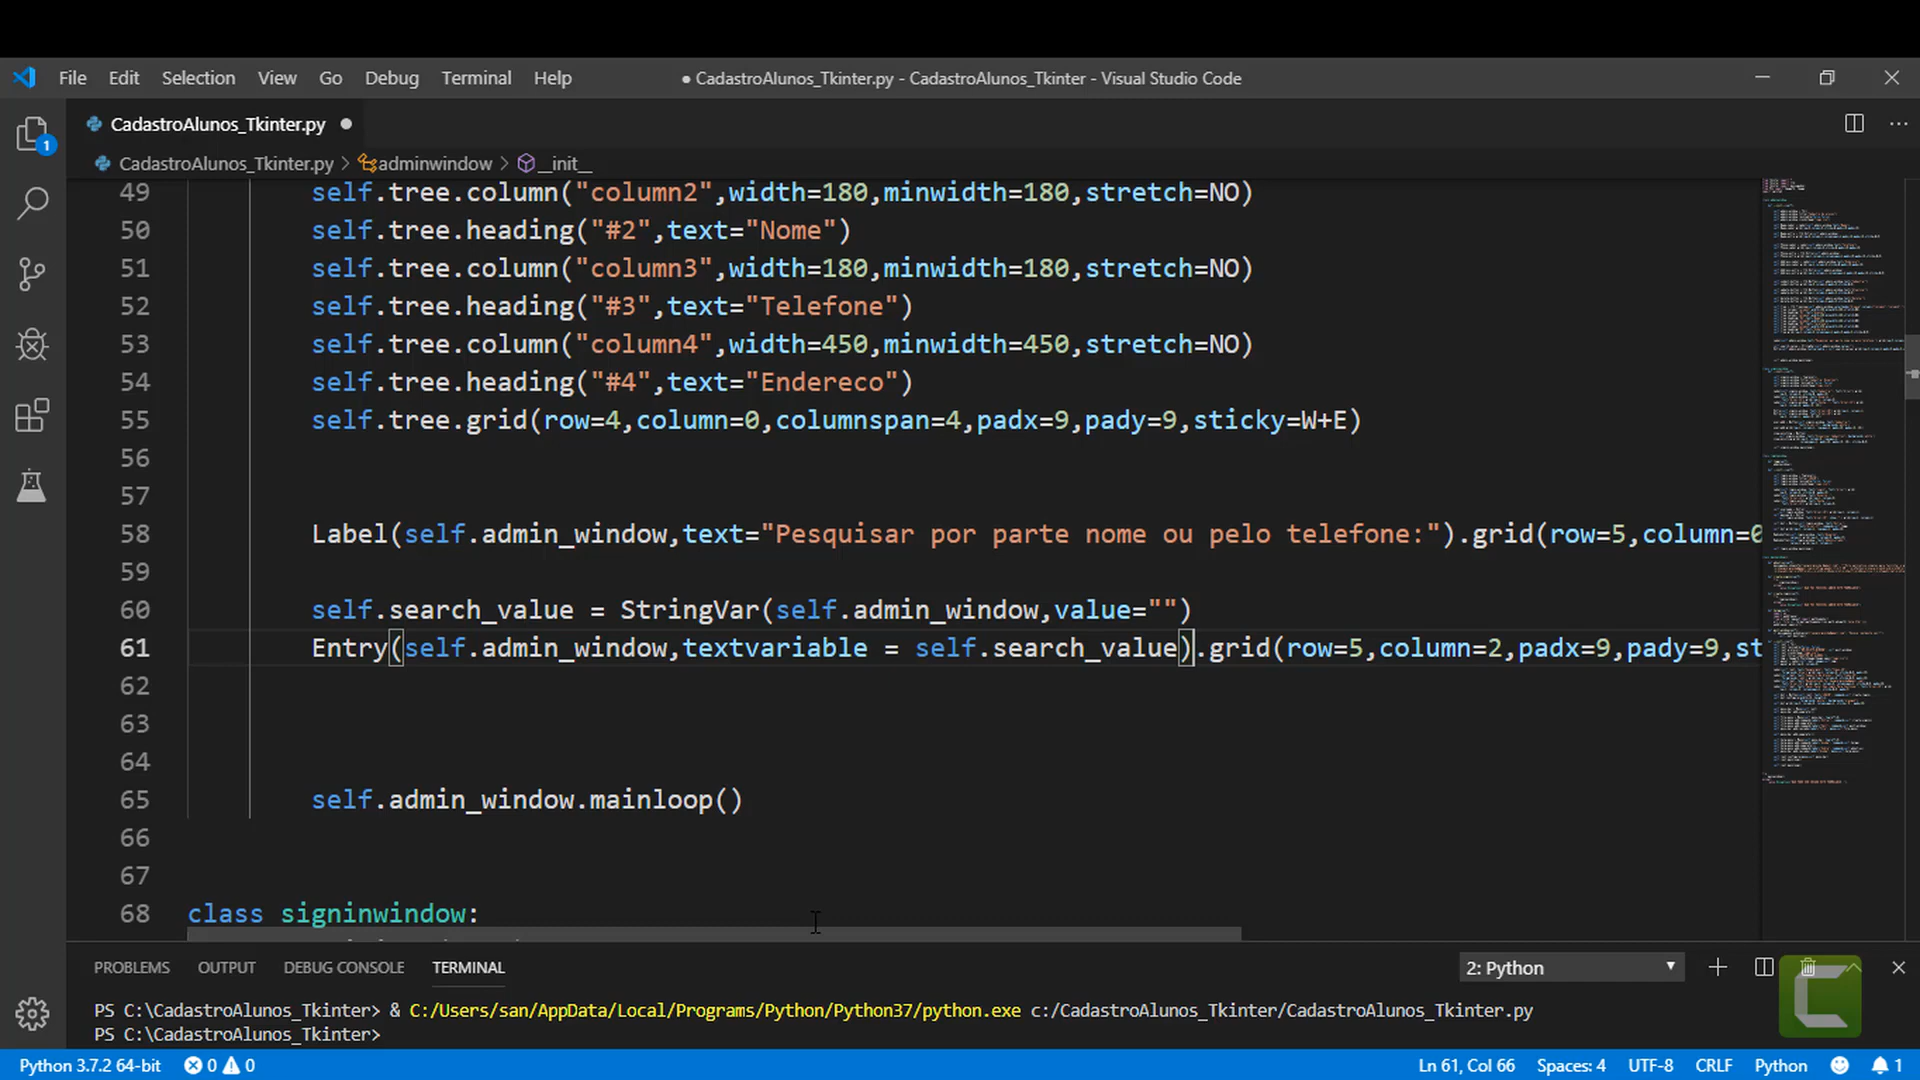 File Edit Selection View Go Debug Terminal Help ● CadastroAlunos_Tkinter.py - CadastroAlunos_Tkinter - Visual Studio Code
CadastroAlunos_Tkinter.py ●
CadastroAlunos_Tkinter.py > adminwindow > __init__
1
49 self.tree.column("column2",width=180,minwidth=180,stretch=NO)
50 self.tree.heading("#2",text="Nome")
51 self.tree.column("column3",width=180,minwidth=180,stretch=NO)
52 self.tree.heading("#3",text="Telefone")
53 self.tree.column("column4",width=450,minwidth=450,stretch=NO)
54 self.tree.heading("#4",text="Endereco")
55 self.tree.grid(row=4,column=0,columnspan=4,padx=9,pady=9,sticky=W+E)
56
57
58 Label(self.admin_window,text="Pesquisar por parte nome ou pelo telefone:").grid(row=5,column=0
59
60 self.search_value = StringVar(self.admin_window,value="")
61 Entry(self.admin_window,textvariable = self.search_value).grid(row=5,column=2,padx=9,pady=9,st
62
63
64
65 self.admin_window.mainloop()
66
67
68 class signinwindow:
PROBLEMS OUTPUT DEBUG CONSOLE TERMINAL 2: Python
PS C:\CadastroAlunos_Tkinter> & C:/Users/san/AppData/Local/Programs/Python/Python37/python.exe c:/CadastroAlunos_Tkinter/CadastroAlunos_Tkinter.py
PS C:\CadastroAlunos_Tkinter>
Python 3.7.2 64-bit 0 0 Ln 61, Col 66 Spaces: 4 UTF-8 CRLF Python 1